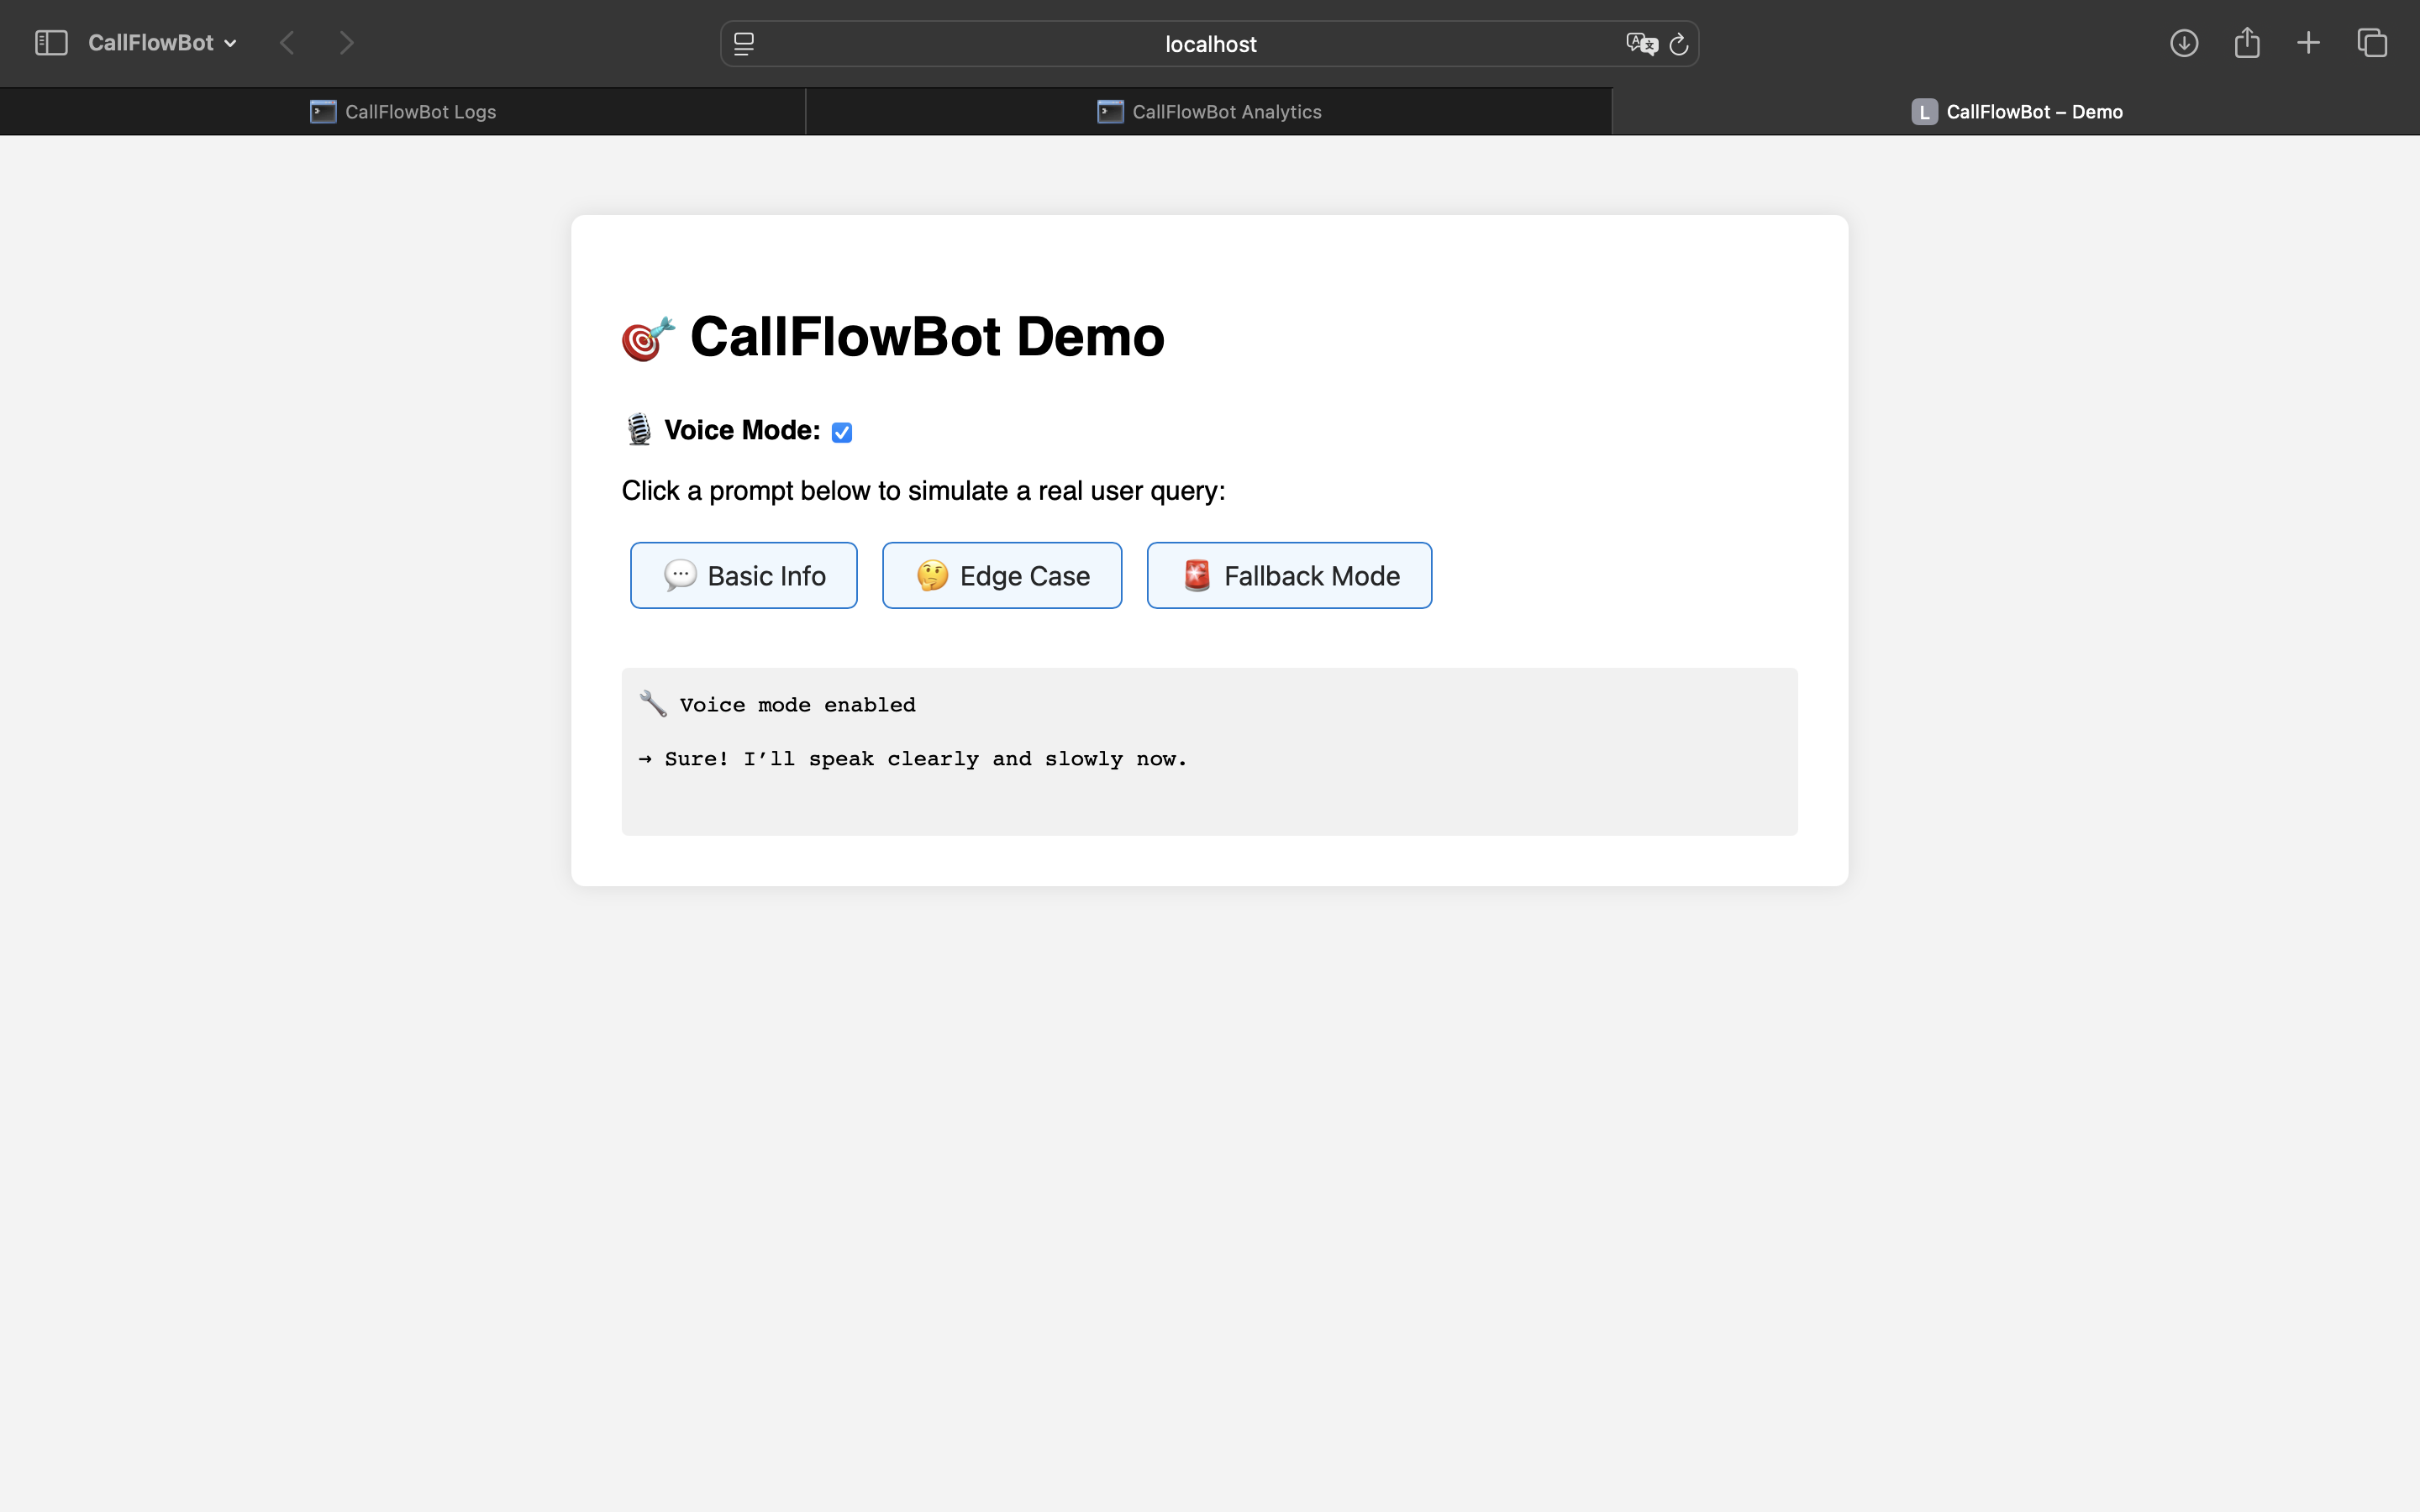 CallFlowBot
localhost
CallFlowBot Logs
CallFlowBot Analytics
L CallFlowBot – Demo
🎯 CallFlowBot Demo
🎙️ Voice Mode:
Click a prompt below to simulate a real user query:
💬 Basic Info
🤔 Edge Case
🚨 Fallback Mode
🔧 Voice mode enabled
→ Sure! I’ll speak clearly and slowly now.